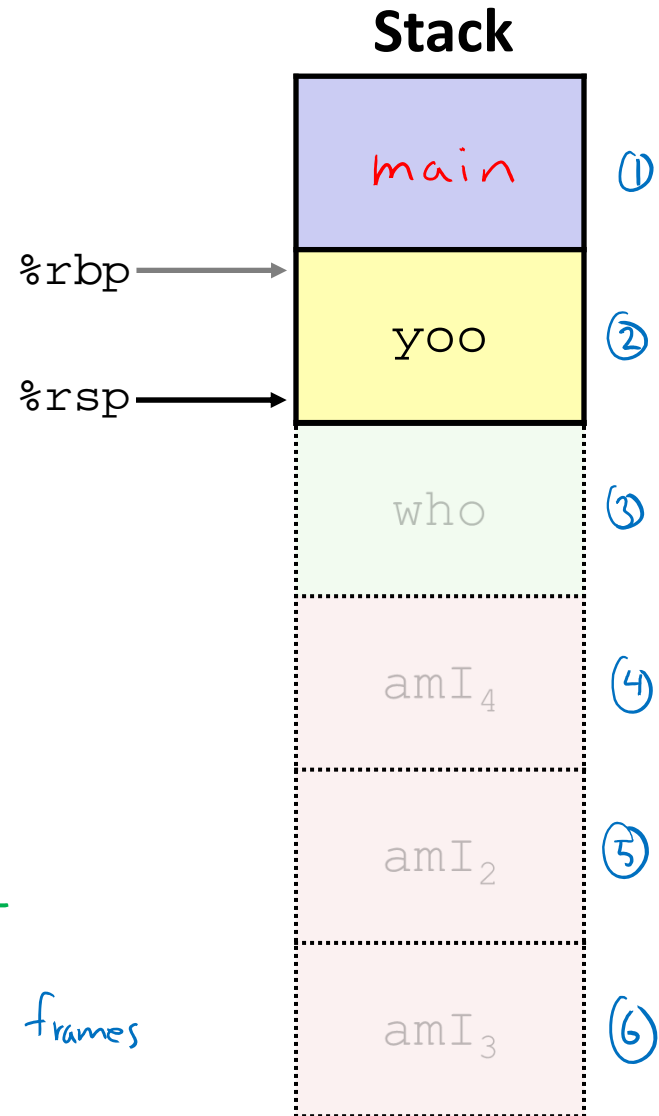 Stack
main ①
%rbp
yoo ②
%rsp
who ③
amI₄ ④
amI₂ ⑤
frames
amI₃ ⑥